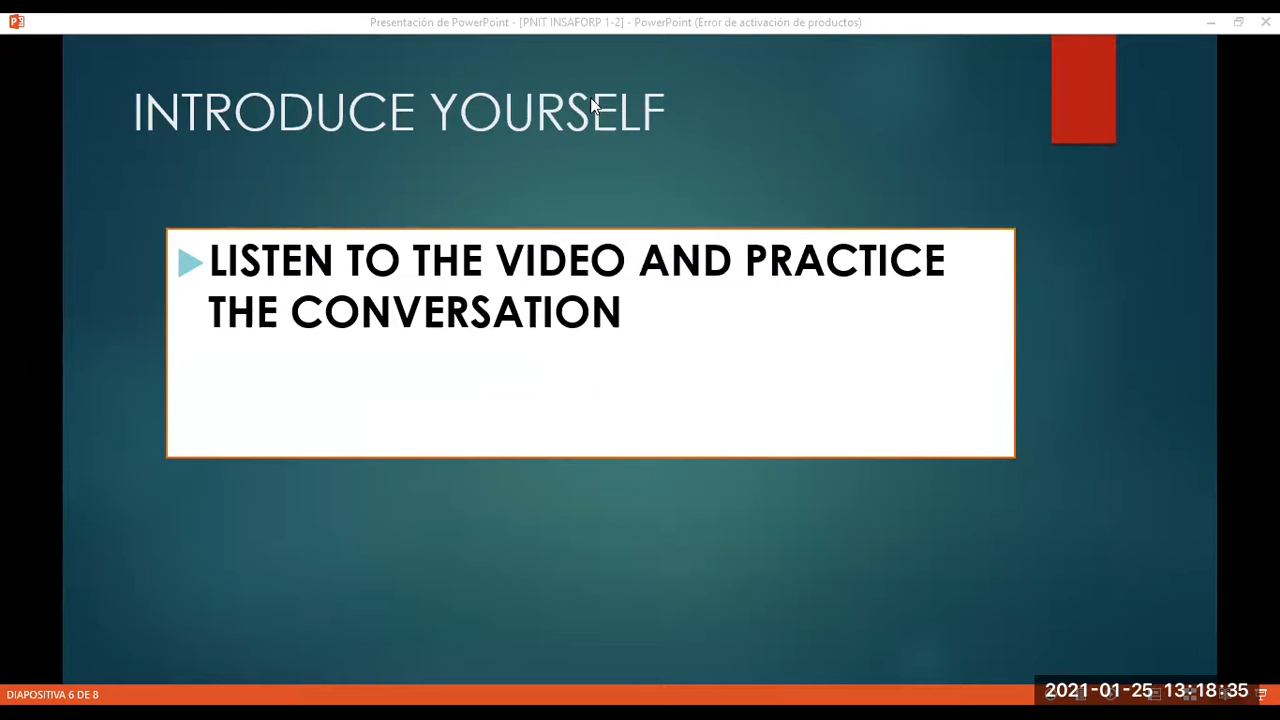 Presentación de PowerPoint - [PNIT INSAFORP 1-2] - PowerPoint (Error de activación de productos)
INTRODUCE YOURSELF
LISTEN TO THE VIDEO AND PRACTICE
THE CONVERSATION
DIAPOSITIVA 6 DE 8
2021-01-25 13:18:35